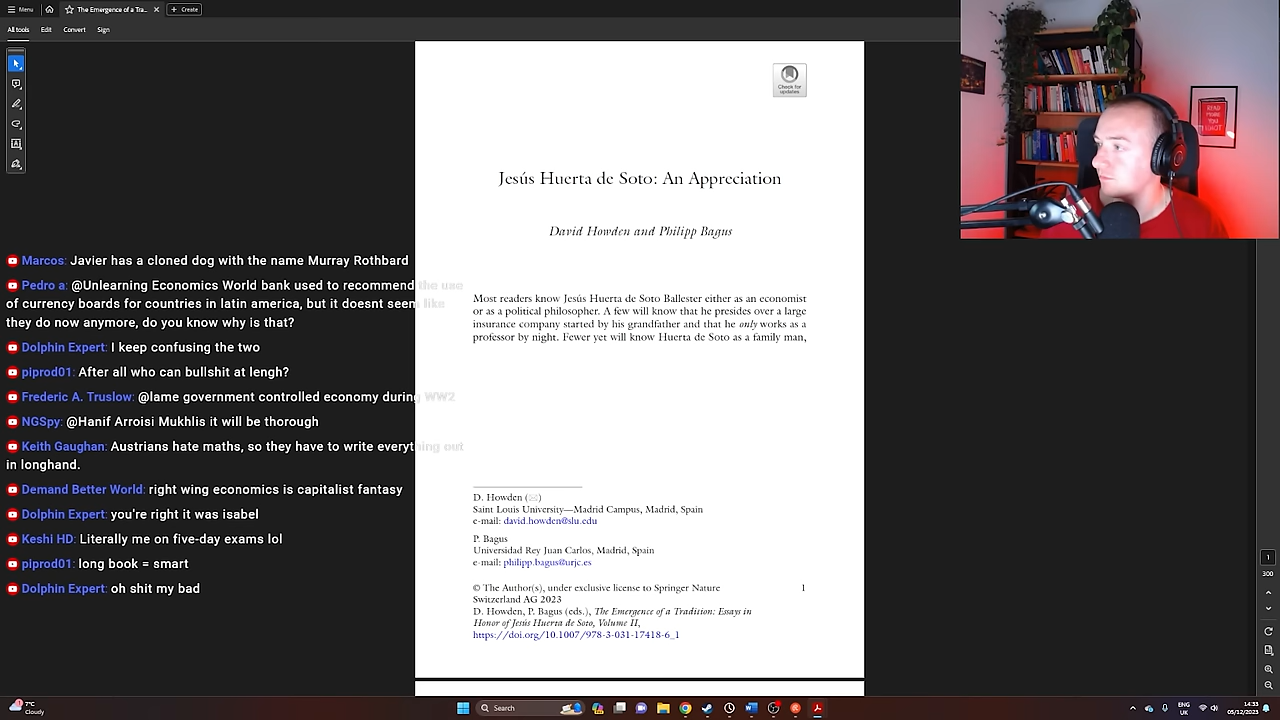 Menu
The Emergence of a Tra...
Create
All tools
Edit
Convert
Sign
Check for
updates
READ
MORE
YOU
Jesús Huerta de Soto: An Appreciation
David Howden and Philipp Bagus
Marcos: Javier has a cloned dog with the name Murray Rothbard
Pedro a: @Unlearning Economics World bank used to recommend the use
of currency boards for countries in latin america, but it doesnt seem like
they do now anymore, do you know why is that?
Dolphin Expert: I keep confusing the two
piprod01: After all who can bullshit at lengh?
Frederic A. Truslow: @lame government controlled economy during WW2
NGSpy: @Hanif Arroisi Mukhlis it will be thorough
Keith Gaughan: Austrians hate maths, so they have to write everything out
in longhand.
Demand Better World: right wing economics is capitalist fantasy
Dolphin Expert: you're right it was isabel
Keshi HD: Literally me on five-day exams lol
piprod01: long book = smart
Dolphin Expert: oh shit my bad
Most readers know Jesús Huerta de Soto Ballester either as an economist
or as a political philosopher. A few will know that he presides over a large
insurance company started by his grandfather and that he only works as a
professor by night. Fewer yet will know Huerta de Soto as a family man,
D. Howden (✉)
Saint Louis University—Madrid Campus, Madrid, Spain
e-mail: david.howden@slu.edu
P. Bagus
Universidad Rey Juan Carlos, Madrid, Spain
e-mail: philipp.bagus@urjc.es
© The Author(s), under exclusive license to Springer Nature
Switzerland AG 2023
1
D. Howden, P. Bagus (eds.), The Emergence of a Tradition: Essays in
Honor of Jesús Huerta de Soto, Volume II,
https://doi.org/10.1007/978-3-031-17418-6_1
1
300
7°C
Cloudy
Search
ENG
UK
14:33
05/12/2023